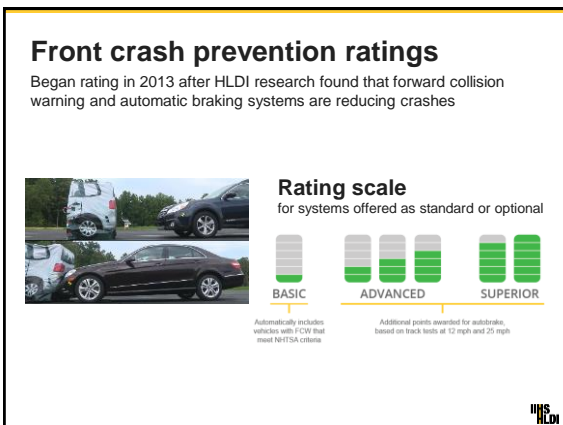 Front crash prevention ratings
Began rating in 2013 after HLDI research found that forward collision
warning and automatic braking systems are reducing crashes
Rating scale
for systems offered as standard or optional
BASIC
ADVANCED
SUPERIOR
Automatically includes
vehicles with FCW that
meet NHTSA criteria
Additional points awarded for autobrake,
based on track tests at 12 mph and 25 mph
IIHS
HLDI